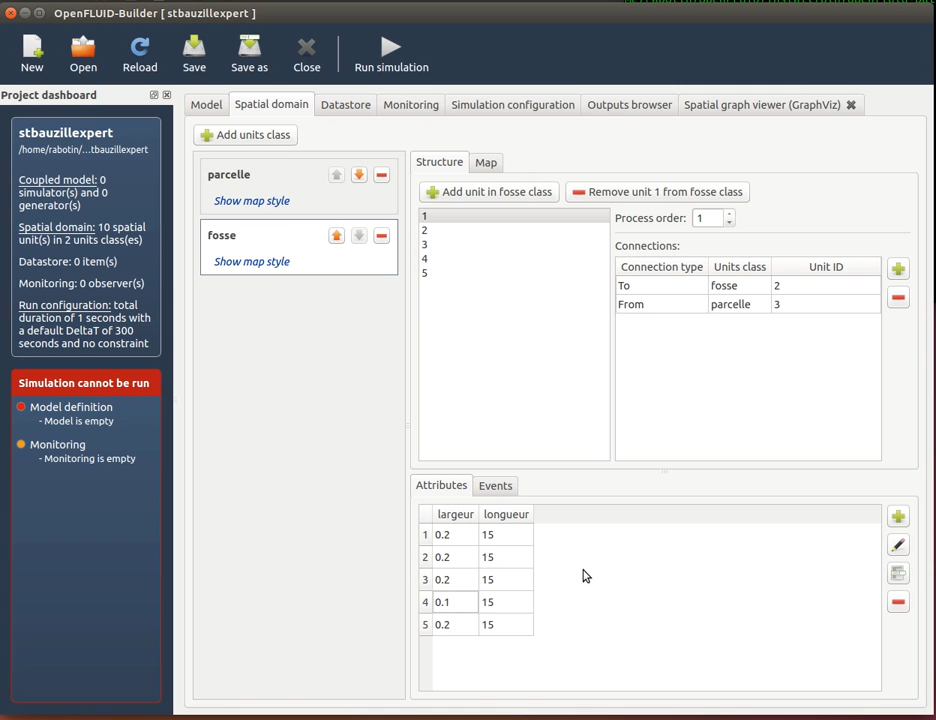 OpenFLUID-Builder [ stbauzillexpert ]
New Open Reload Save Save as Close Run simulation
Project dashboard
Model Spatial domain Datastore Monitoring Simulation configuration Outputs browser Spatial graph viewer (GraphViz)
stbauzillexpert
/home/rabotin/...tbauzillexpert
Coupled model: 0
simulator(s) and 0
generator(s)
Spatial domain: 10 spatial
unit(s) in 2 units class(es)
Datastore: 0 item(s)
Monitoring: 0 observer(s)
Run configuration: total
duration of 1 seconds with
a default DeltaT of 300
seconds and no constraint
Simulation cannot be run
Model definition
- Model is empty
Monitoring
- Monitoring is empty
Add units class
parcelle
Show map style
fosse
Show map style
Structure Map
Add unit in fosse class Remove unit 1 from fosse class
1
2
3
4
5
Process order: 1
Connections:
Connection type Units class Unit ID
To fosse 2
From parcelle 3
Attributes Events
largeur longueur
1 0.2 15
2 0.2 15
3 0.2 15
4 0.1 15
5 0.2 15